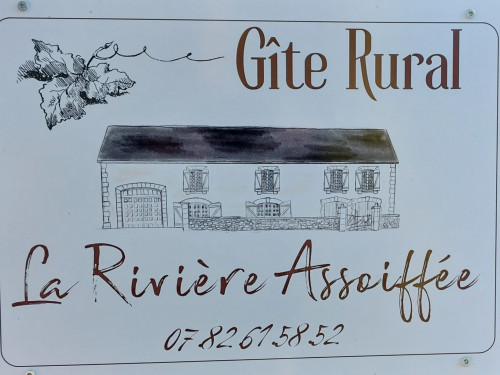 Gîte Rural
La Rivière Assoiffée
07.82.61.58.52